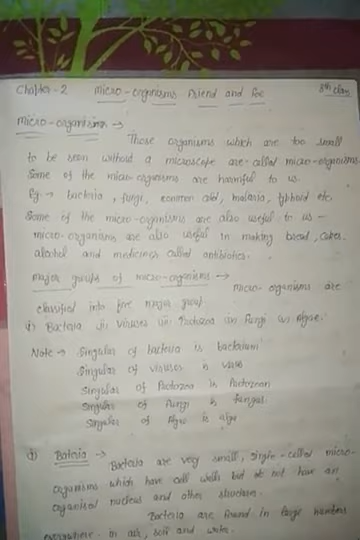 Chapter - 2 Micro-organisms Friend and Foe 8th class
Micro-organisms →
Those organisms which are too small
to be seen without a microscope are called micro-organisms
Some of the micro-organisms are harmful to us.
Eg → bacteria, fungi, common cold, malaria, typhoid etc.
Some of the micro-organisms are also useful to us -
micro-organisms are also useful in making bread, cakes,
alcohol and medicines called antibiotics.
major groups of micro-organisms →
micro-organisms are
classified into five major group.
i) Bacteria ii) Viruses iii) Protozoa iv) Fungi v) Algae.
Note → Singular of bacteria is bacterium
Singular of viruses is virus
Singular of Protozoa is Protozoan
Singular of Fungi is fungus.
Singular of Algae is alga
Bacteria →
Bacteria are very small, single-celled micro-
organisms which have cell walls but do not have an
organised nucleus and other structure.
Bacteria are found in large numbers
everywhere in air, soil and water.